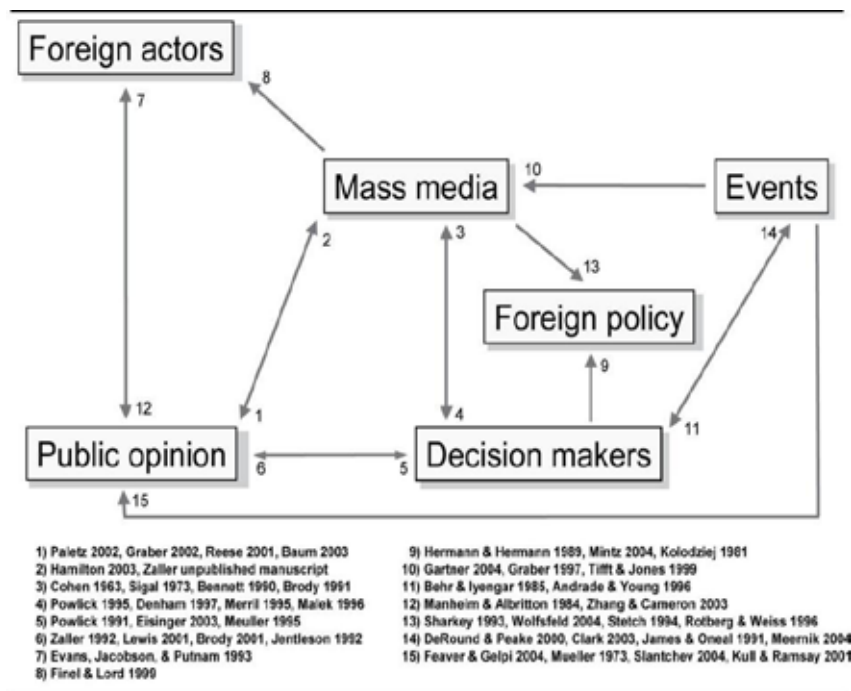 Foreign actors
7
8
Mass media
10
Events
2
3
13
14
Foreign policy
9
12
1
4
11
Public opinion
6
5
Decision makers
15
1) Paletz 2002, Graber 2002, Reese 2001, Baum 2003
2) Hamilton 2003, Zaller unpublished manuscript
3) Cohen 1963, Sigal 1973, Bennett 1990, Brody 1991
4) Powlick 1995, Denham 1997, Merril 1995, Malek 1996
5) Powlick 1991, Eisinger 2003, Meuller 1995
6) Zaller 1992, Lewis 2001, Brody 2001, Jentleson 1992
7) Evans, Jacobson, & Putnam 1993
8) Finel & Lord 1999
9) Hermann & Hermann 1989, Mintz 2004, Kolodziej 1981
10) Gartner 2004, Graber 1997, Tifft & Jones 1999
11) Behr & Iyengar 1985, Andrade & Young 1996
12) Manheim & Albritton 1984, Zhang & Cameron 2003
13) Sharkey 1993, Wolfsfeld 2004, Stetch 1994, Rotberg & Weiss 1996
14) DeRound & Peake 2000, Clark 2003, James & Oneal 1991, Meernik 2004
15) Feaver & Gelpi 2004, Mueller 1973, Slantchev 2004, Kull & Ramsay 2001